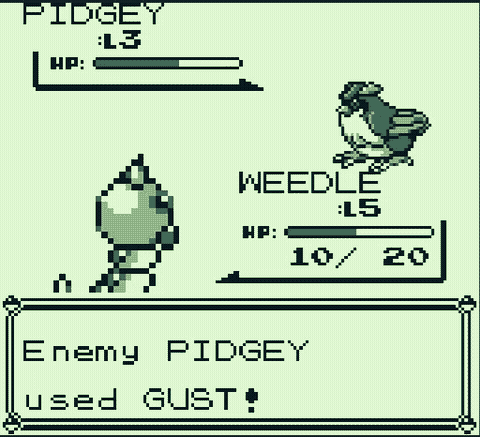 PIDGEY
:L3
HP:
WEEDLE
:L5
HP:
10/ 20
Enemy PIDGEY
used GUST!